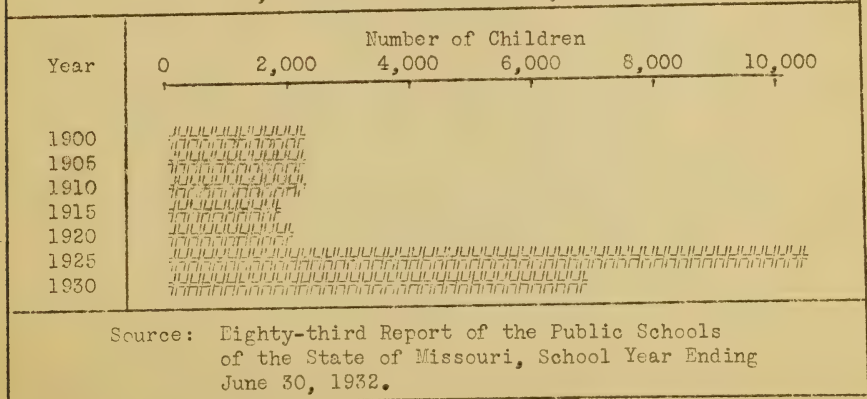 Number of Children
Year 0 2,000 4,000 6,000 8,000 10,000
1900
1905
1910
1915
1920
1925
1930
Source: Eighty-third Report of the Public Schools
of the State of Missouri, School Year Ending
June 30, 1932.